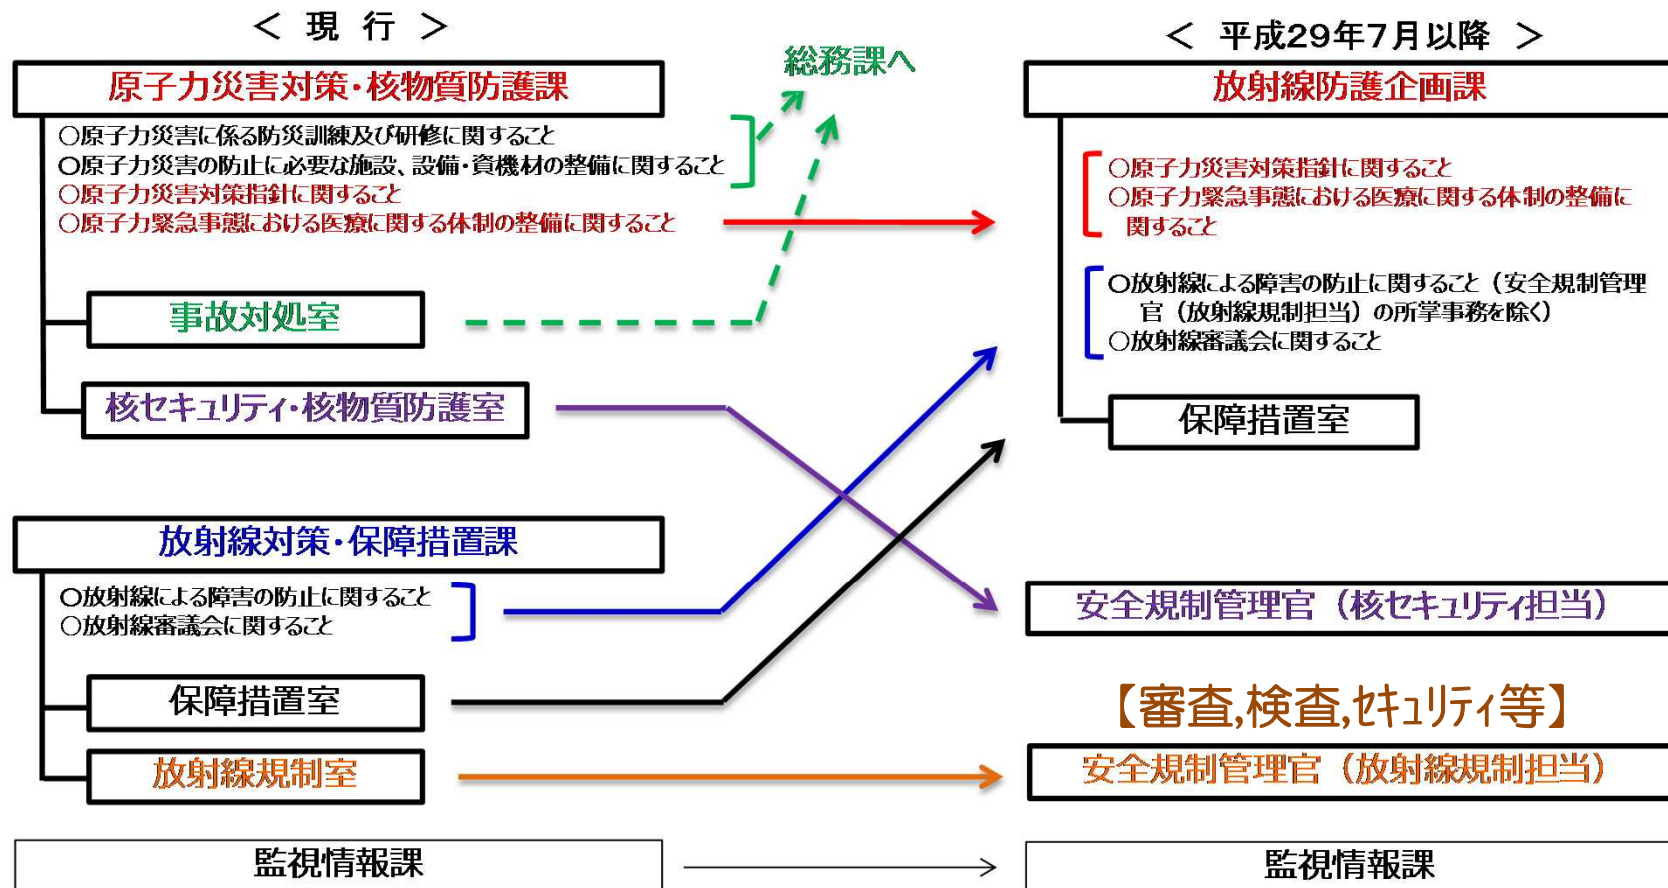 ＜ 現 行 ＞
原子力災害対策・核物質防護課
○原子力災害に係る防災訓練及び研修に関すること
○原子力災害の防止に必要な施設、設備・資機材の整備に関すること
○原子力災害対策指針に関すること
○原子力緊急事態における医療に関する体制の整備に関すること
事故対処室
核セキュリティ・核物質防護室
放射線対策・保障措置課
○放射線による障害の防止に関すること
○放射線審議会に関すること
保障措置室
放射線規制室
監視情報課
総務課へ
＜ 平成29年7月以降 ＞
放射線防護企画課
○原子力災害対策指針に関すること
○原子力緊急事態における医療に関する体制の整備に
関すること
○放射線による障害の防止に関すること（安全規制管理
官（放射線規制担当）の所掌事務を除く）
○放射線審議会に関すること
保障措置室
安全規制管理官（核セキュリティ担当）
【審査,検査,セキュリティ等】
安全規制管理官（放射線規制担当）
監視情報課